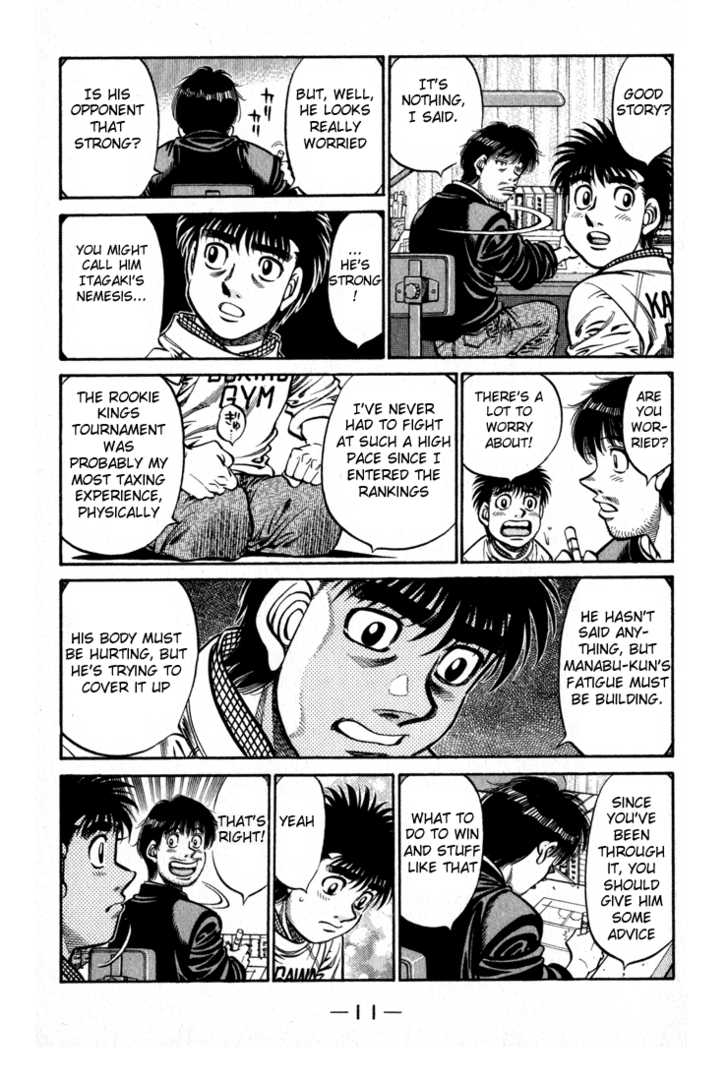 GOOD
STORY?
IT'S
NOTHING,
I SAID.
KA
BUT, WELL,
HE LOOKS
REALLY
WORRIED
IS HIS
OPPONENT
THAT
STRONG?
...
HE'S
STRONG
!
YOU MIGHT
CALL HIM
ITAGAKI'S
NEMESIS...
ARE
YOU
WOR-
RIED?
THERE'S A
LOT TO
WORRY
ABOUT!
I'VE NEVER
HAD TO FIGHT
AT SUCH A HIGH
PACE SINCE I
ENTERED THE
RANKINGS
GYM
ぎゅ
THE ROOKIE
KINGS
TOURNAMENT
WAS
PROBABLY MY
MOST TAXING
EXPERIENCE,
PHYSICALLY
HE HASN'T
SAID ANY-
THING, BUT
MANABU-KUN'S
FATIGUE MUST
BE BUILDING.
HIS BODY MUST
BE HURTING, BUT
HE'S TRYING TO
COVER IT UP
SINCE
YOU'VE
BEEN
THROUGH
IT, YOU
SHOULD
GIVE HIM
SOME
ADVICE
WHAT TO
DO TO WIN
AND STUFF
LIKE THAT
YEAH
THAT'S
RIGHT!
—11—